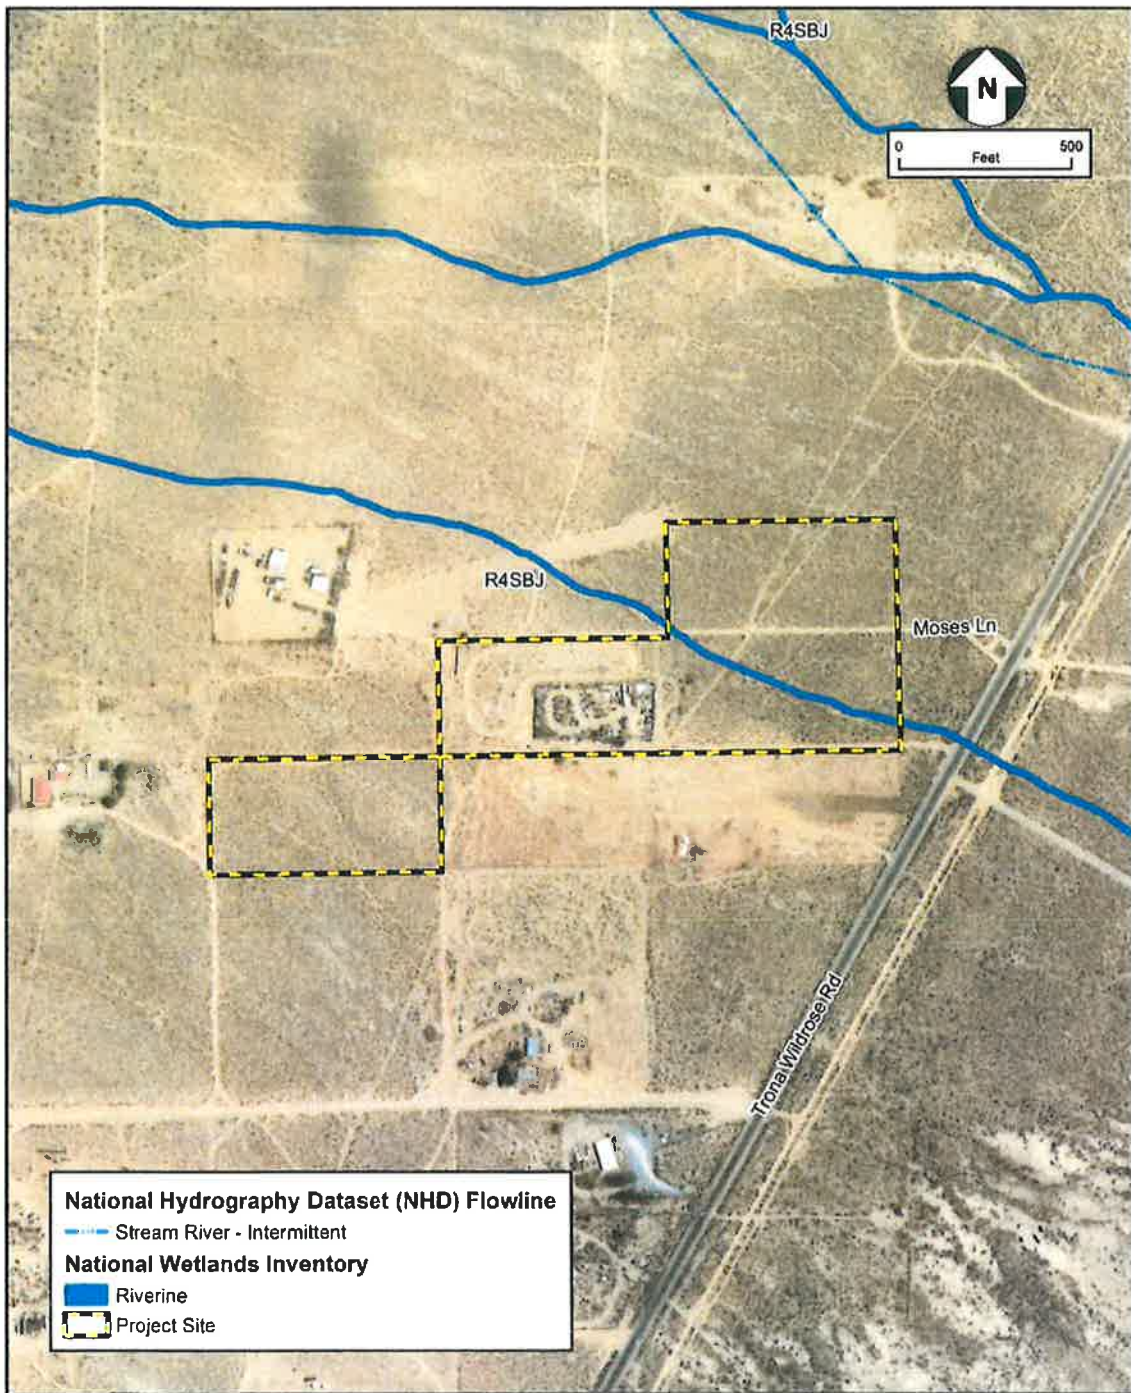 R4SBJ
N
0 500
Feet
R4SBJ
Moses Ln
Trona Wildrose Rd
National Hydrography Dataset (NHD) Flowline
Stream River - Intermittent
National Wetlands Inventory
Riverine
Project Site